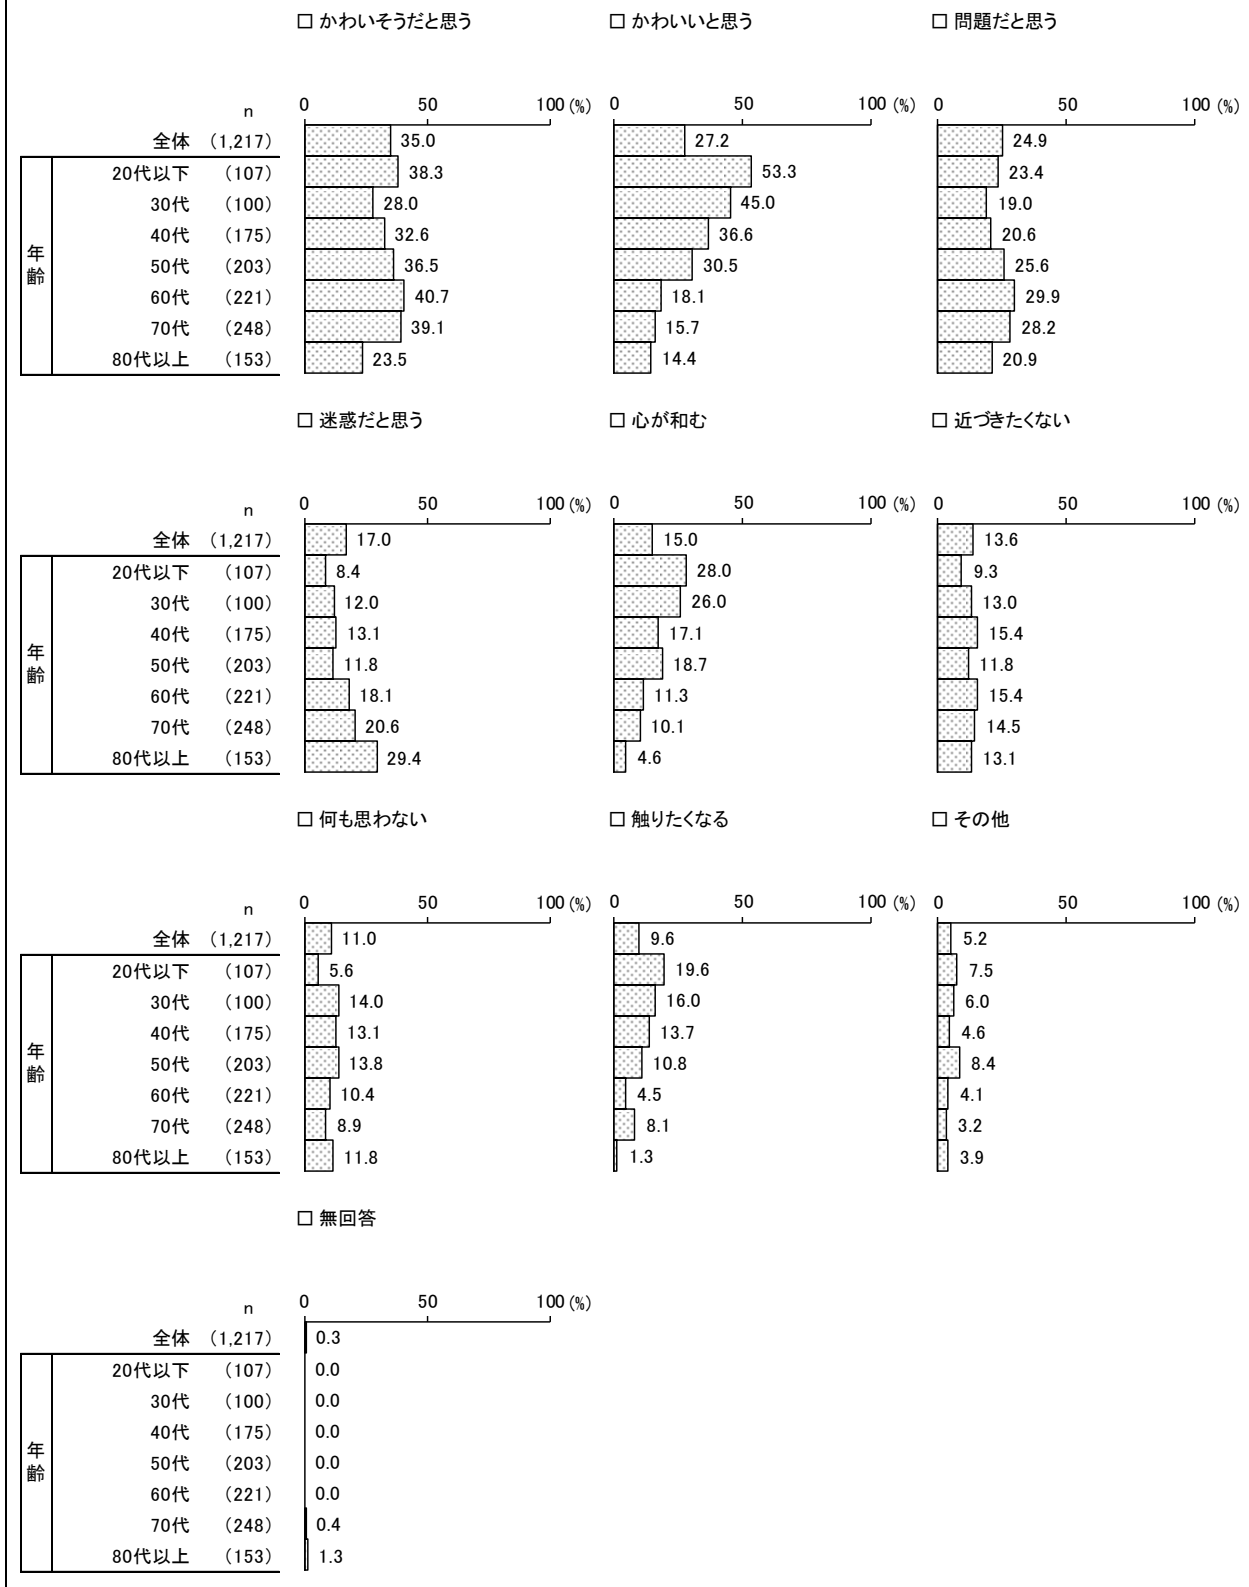 □ かわいそうだと思う □ かわいいと思う □ 問題だと思う
n 0 50 100 (%) 0 50 100 (%) 0 50 100 (%)
全体 (1,217) 35.0 27.2 24.9
20代以下 (107) 38.3 53.3 23.4
30代 (100) 28.0 45.0 19.0
40代 (175) 32.6 36.6 20.6
年齢
50代 (203) 36.5 30.5 25.6
60代 (221) 40.7 18.1 29.9
70代 (248) 39.1 15.7 28.2
80代以上 (153) 23.5 14.4 20.9
□ 迷惑だと思う □ 心が和む □ 近づきたくない
n 0 50 100 (%) 0 50 100 (%) 0 50 100 (%)
全体 (1,217) 17.0 15.0 13.6
20代以下 (107) 8.4 28.0 9.3
30代 (100) 12.0 26.0 13.0
40代 (175) 13.1 17.1 15.4
年齢
50代 (203) 11.8 18.7 11.8
60代 (221) 18.1 11.3 15.4
70代 (248) 20.6 10.1 14.5
80代以上 (153) 29.4 4.6 13.1
□ 何も思わない □ 触りたくなる □ その他
n 0 50 100 (%) 0 50 100 (%) 0 50 100 (%)
全体 (1,217) 11.0 9.6 5.2
20代以下 (107) 5.6 19.6 7.5
30代 (100) 14.0 16.0 6.0
40代 (175) 13.1 13.7 4.6
年齢
50代 (203) 13.8 10.8 8.4
60代 (221) 10.4 4.5 4.1
70代 (248) 8.9 8.1 3.2
80代以上 (153) 11.8 1.3 3.9
□ 無回答
n 0 50 100 (%)
全体 (1,217) 0.3
20代以下 (107) 0.0
30代 (100) 0.0
40代 (175) 0.0
年齢
50代 (203) 0.0
60代 (221) 0.0
70代 (248) 0.4
80代以上 (153) 1.3